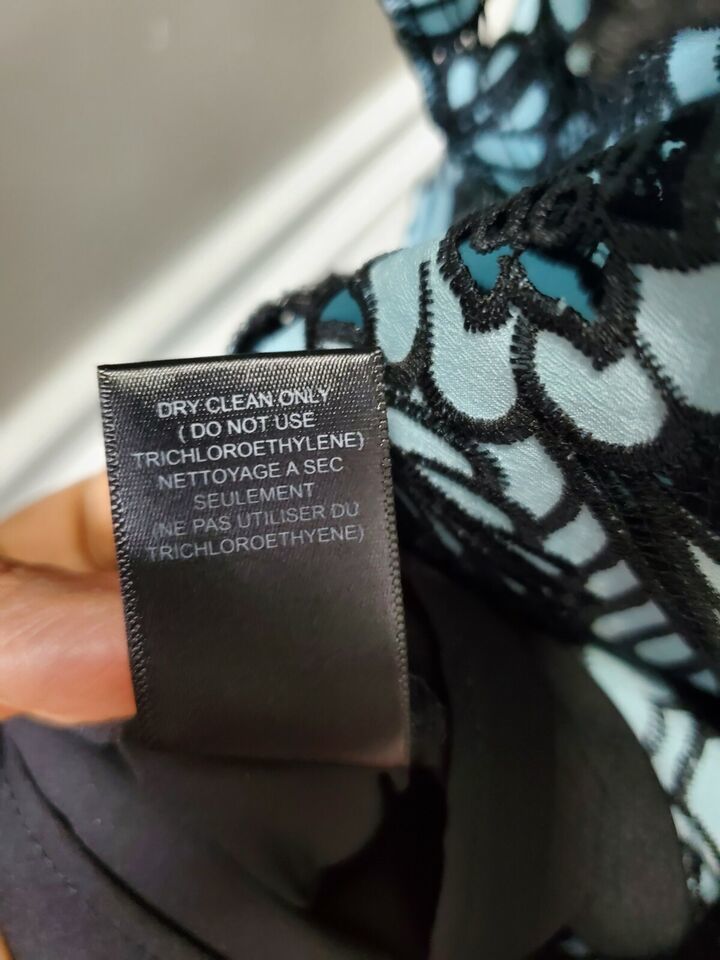 DRY CLEAN ONLY
( DO NOT USE
TRICHLOROETHYLENE)
NETTOYAGE A SEC
SEULEMENT
(NE PAS UTILISER DU
TRICHLOROETHYENE)